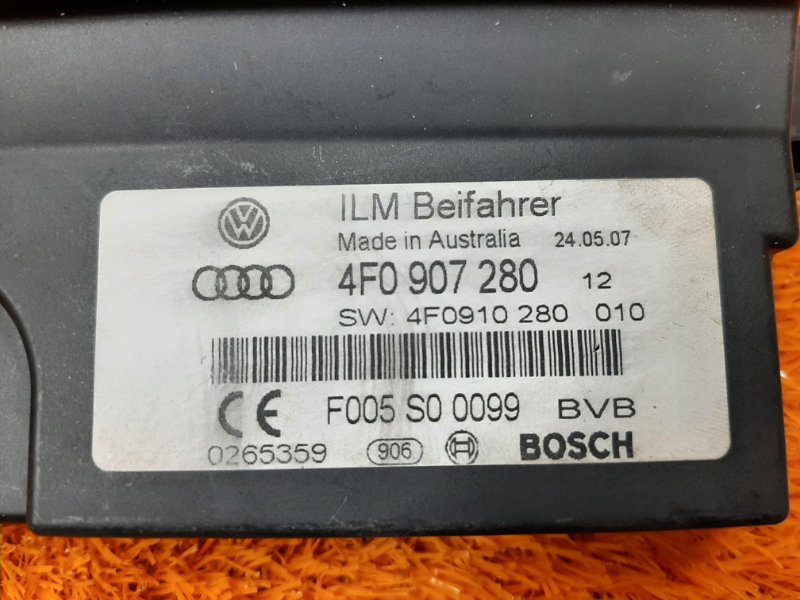 ILM Beifahrer
Made in Australia 24.05.07
4F0 907 280 12
SW: 4F0910 280 010
CE F005 S0 0099 BVB
0265359 906 BOSCH